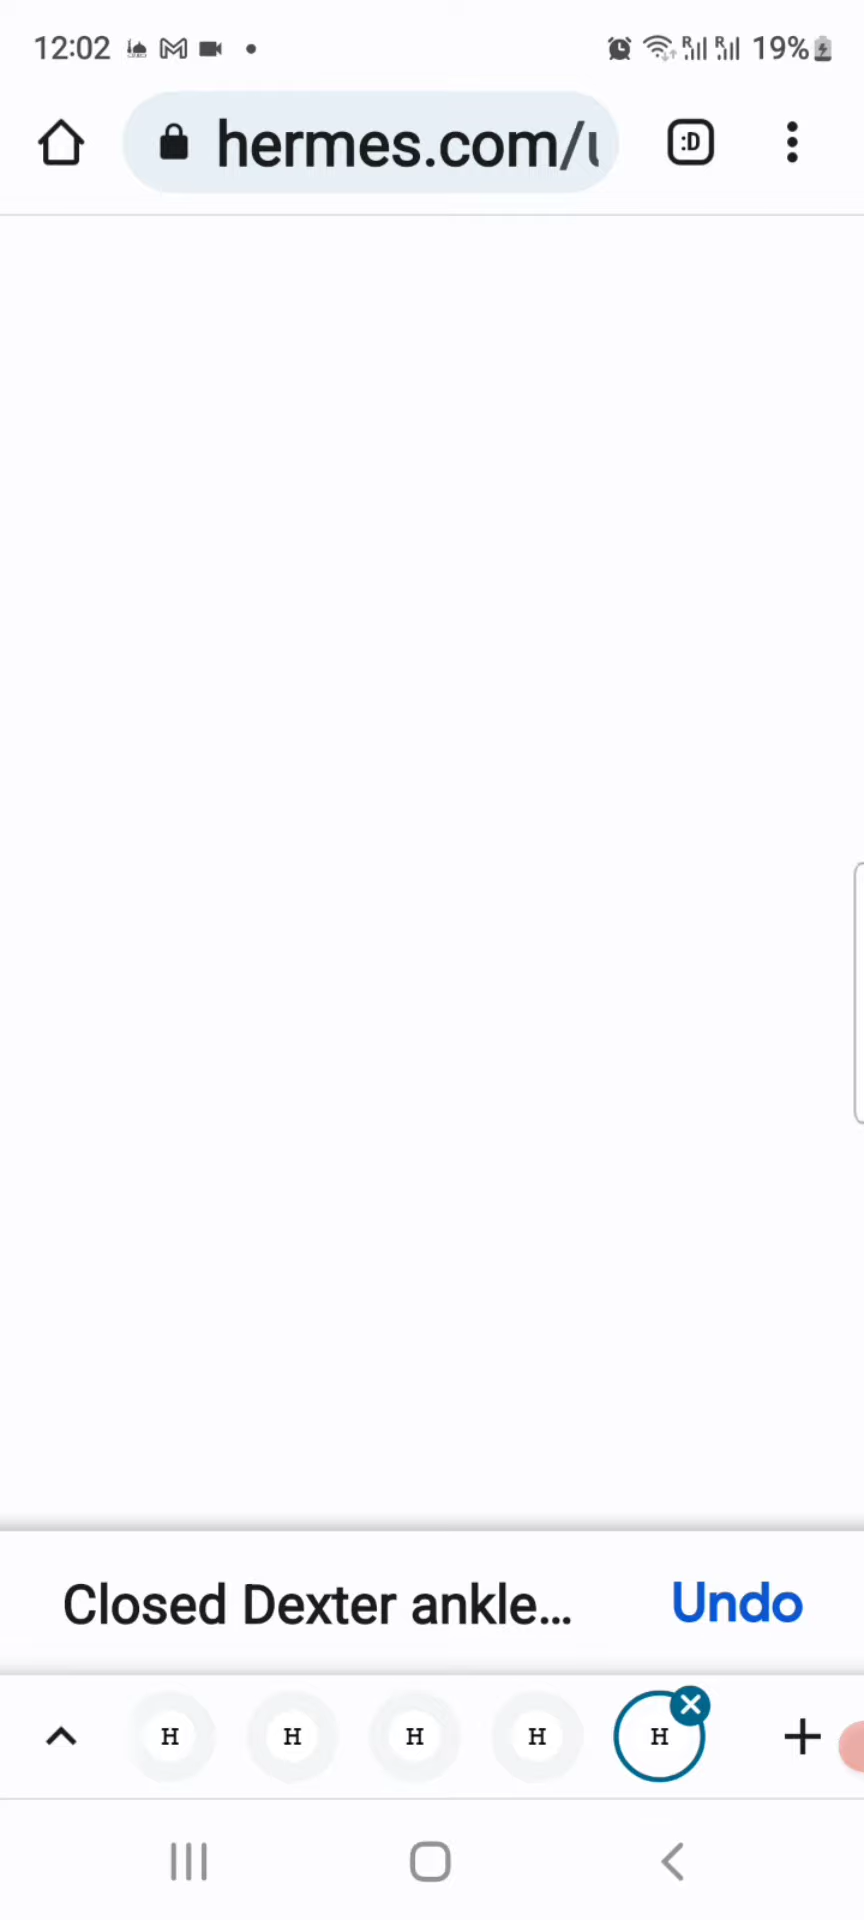 12:02 19%
hermes.com/
:D
Closed Dexter ankle... Undo
H H H H H